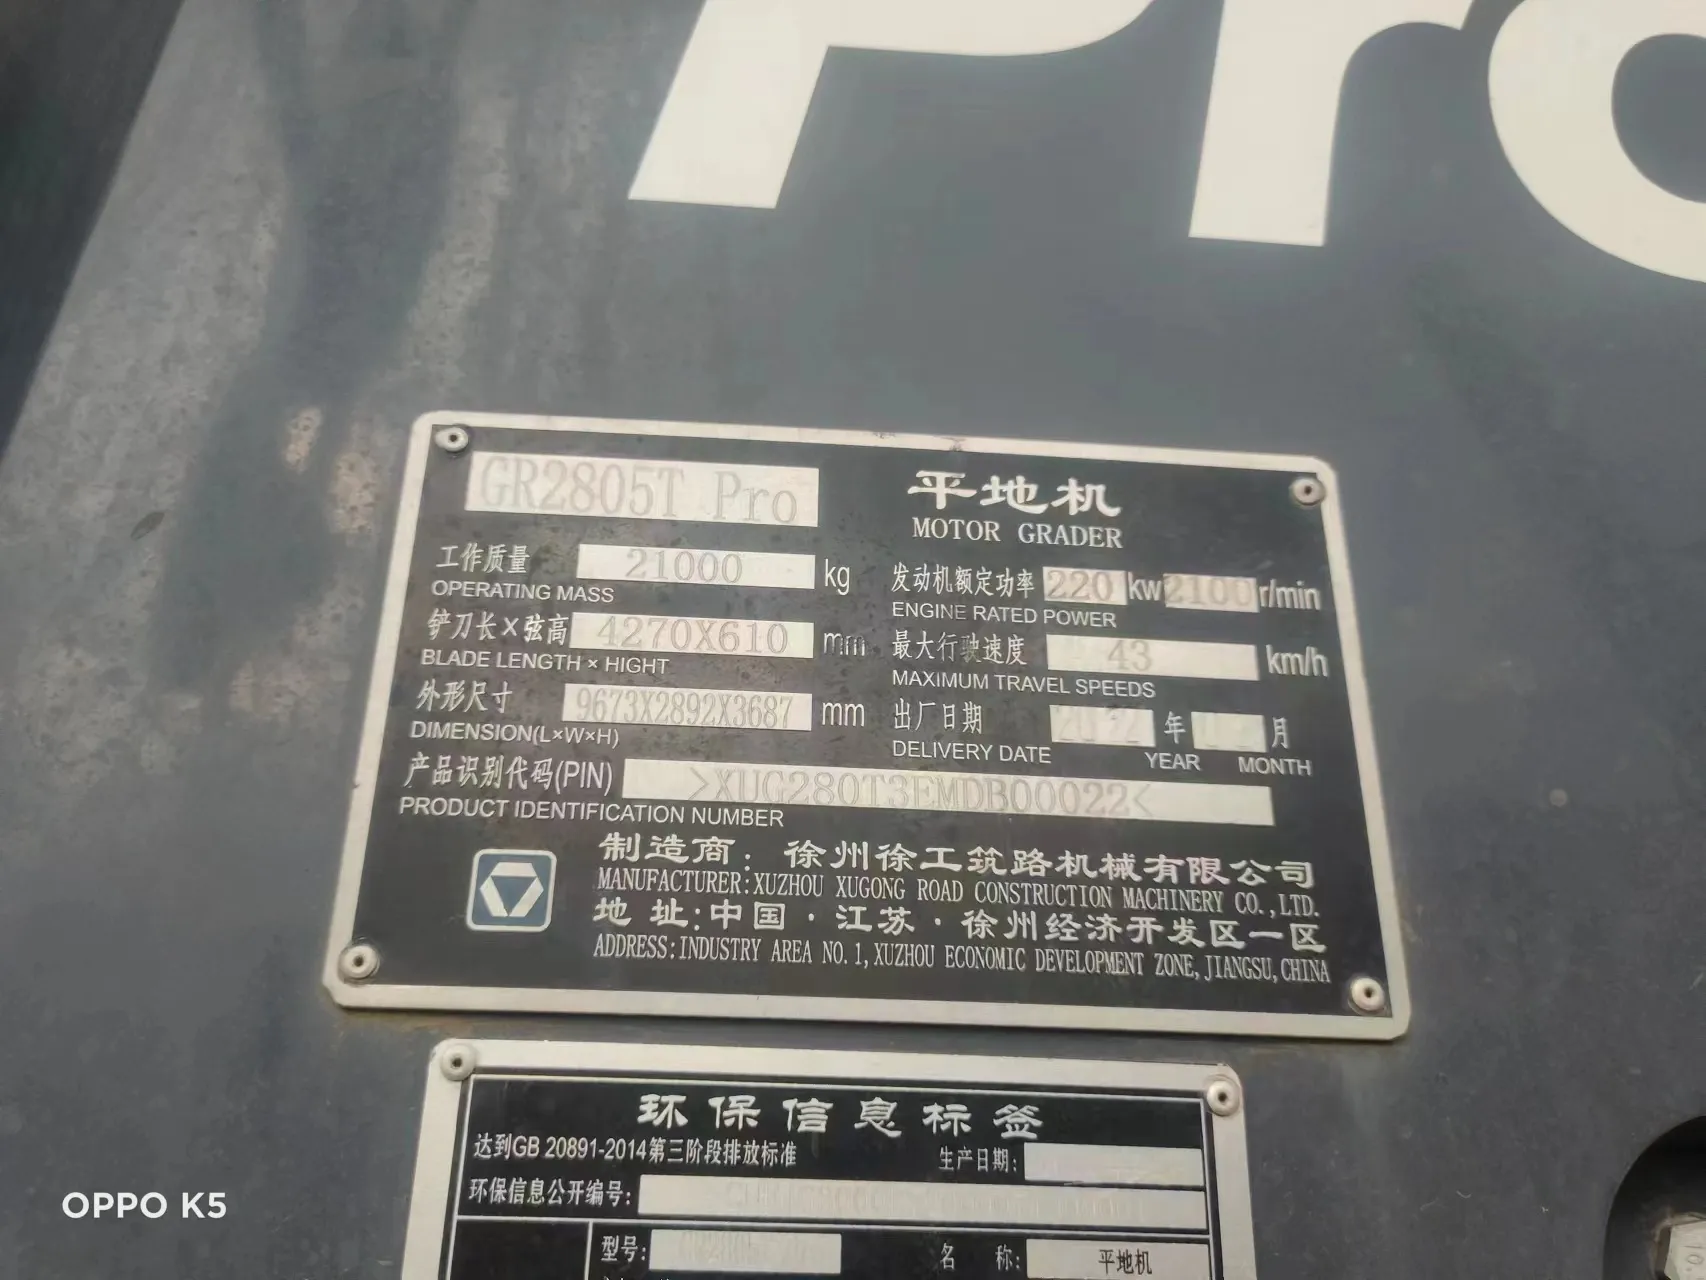 Pro
GR2805T Pro
平地机
MOTOR GRADER
工作质量 21000 kg
OPERATING MASS
发动机额定功率 220 kw 2100 r/min
ENGINE RATED POWER
铲刀长×弦高 4270X610 mm
BLADE LENGTH × HIGHT
最大行驶速度 43 km/h
MAXIMUM TRAVEL SPEEDS
外形尺寸 9673X2892X3687 mm
DIMENSION(L×W×H)
出厂日期 2022 年 月
DELIVERY DATE YEAR MONTH
产品识别代码(PIN) >XUG280T3EMDB00022<
PRODUCT IDENTIFICATION NUMBER
制造商: 徐州徐工筑路机械有限公司
MANUFACTURER:XUZHOU XUGONG ROAD CONSTRUCTION MACHINERY CO.,LTD.
地址:中国·江苏·徐州经济开发区一区
ADDRESS:INDUSTRY AREA NO.1,XUZHOU ECONOMIC DEVELOPMENT ZONE,JIANGSU,CHINA
环保信息标签
达到GB 20891-2014第三阶段排放标准 生产日期:
环保信息公开编号:
型号: 名 称: 平地机
OPPO K5